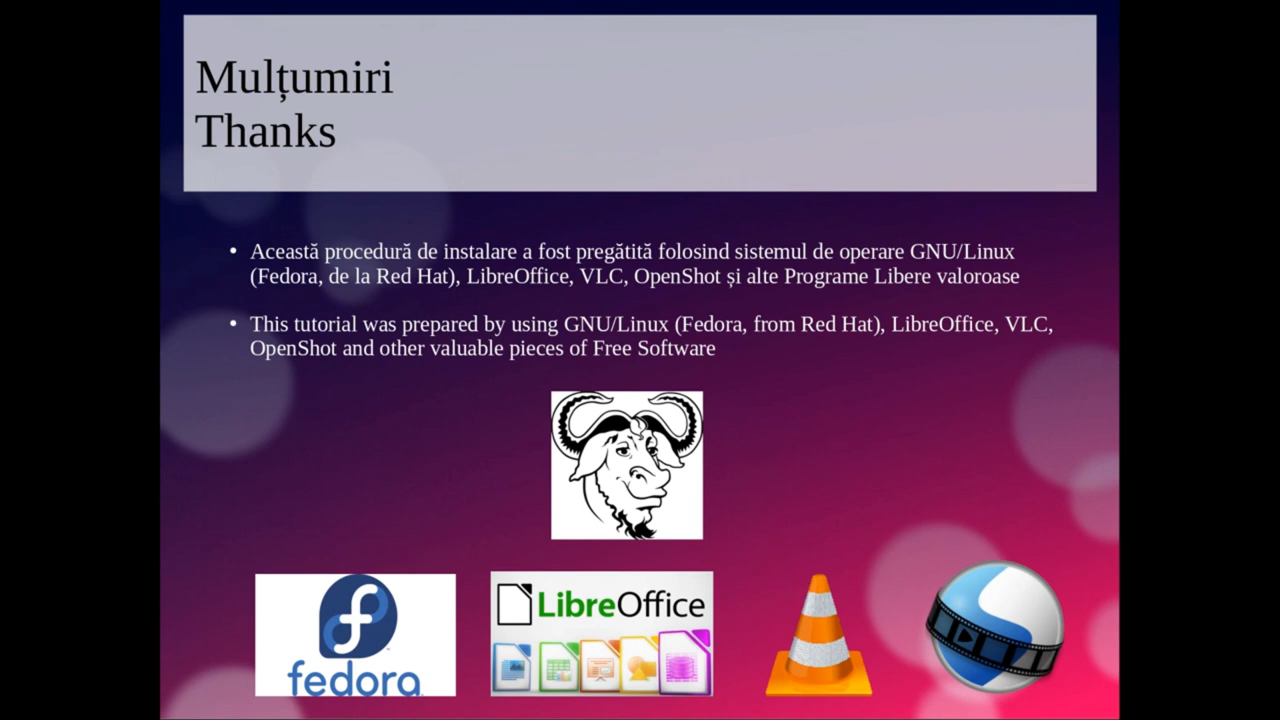 Mulțumiri
Thanks
• Această procedură de instalare a fost pregătită folosind sistemul de operare GNU/Linux
(Fedora, de la Red Hat), LibreOffice, VLC, OpenShot și alte Programe Libere valoroase
• This tutorial was prepared by using GNU/Linux (Fedora, from Red Hat), LibreOffice, VLC,
OpenShot and other valuable pieces of Free Software
fedora
LibreOffice